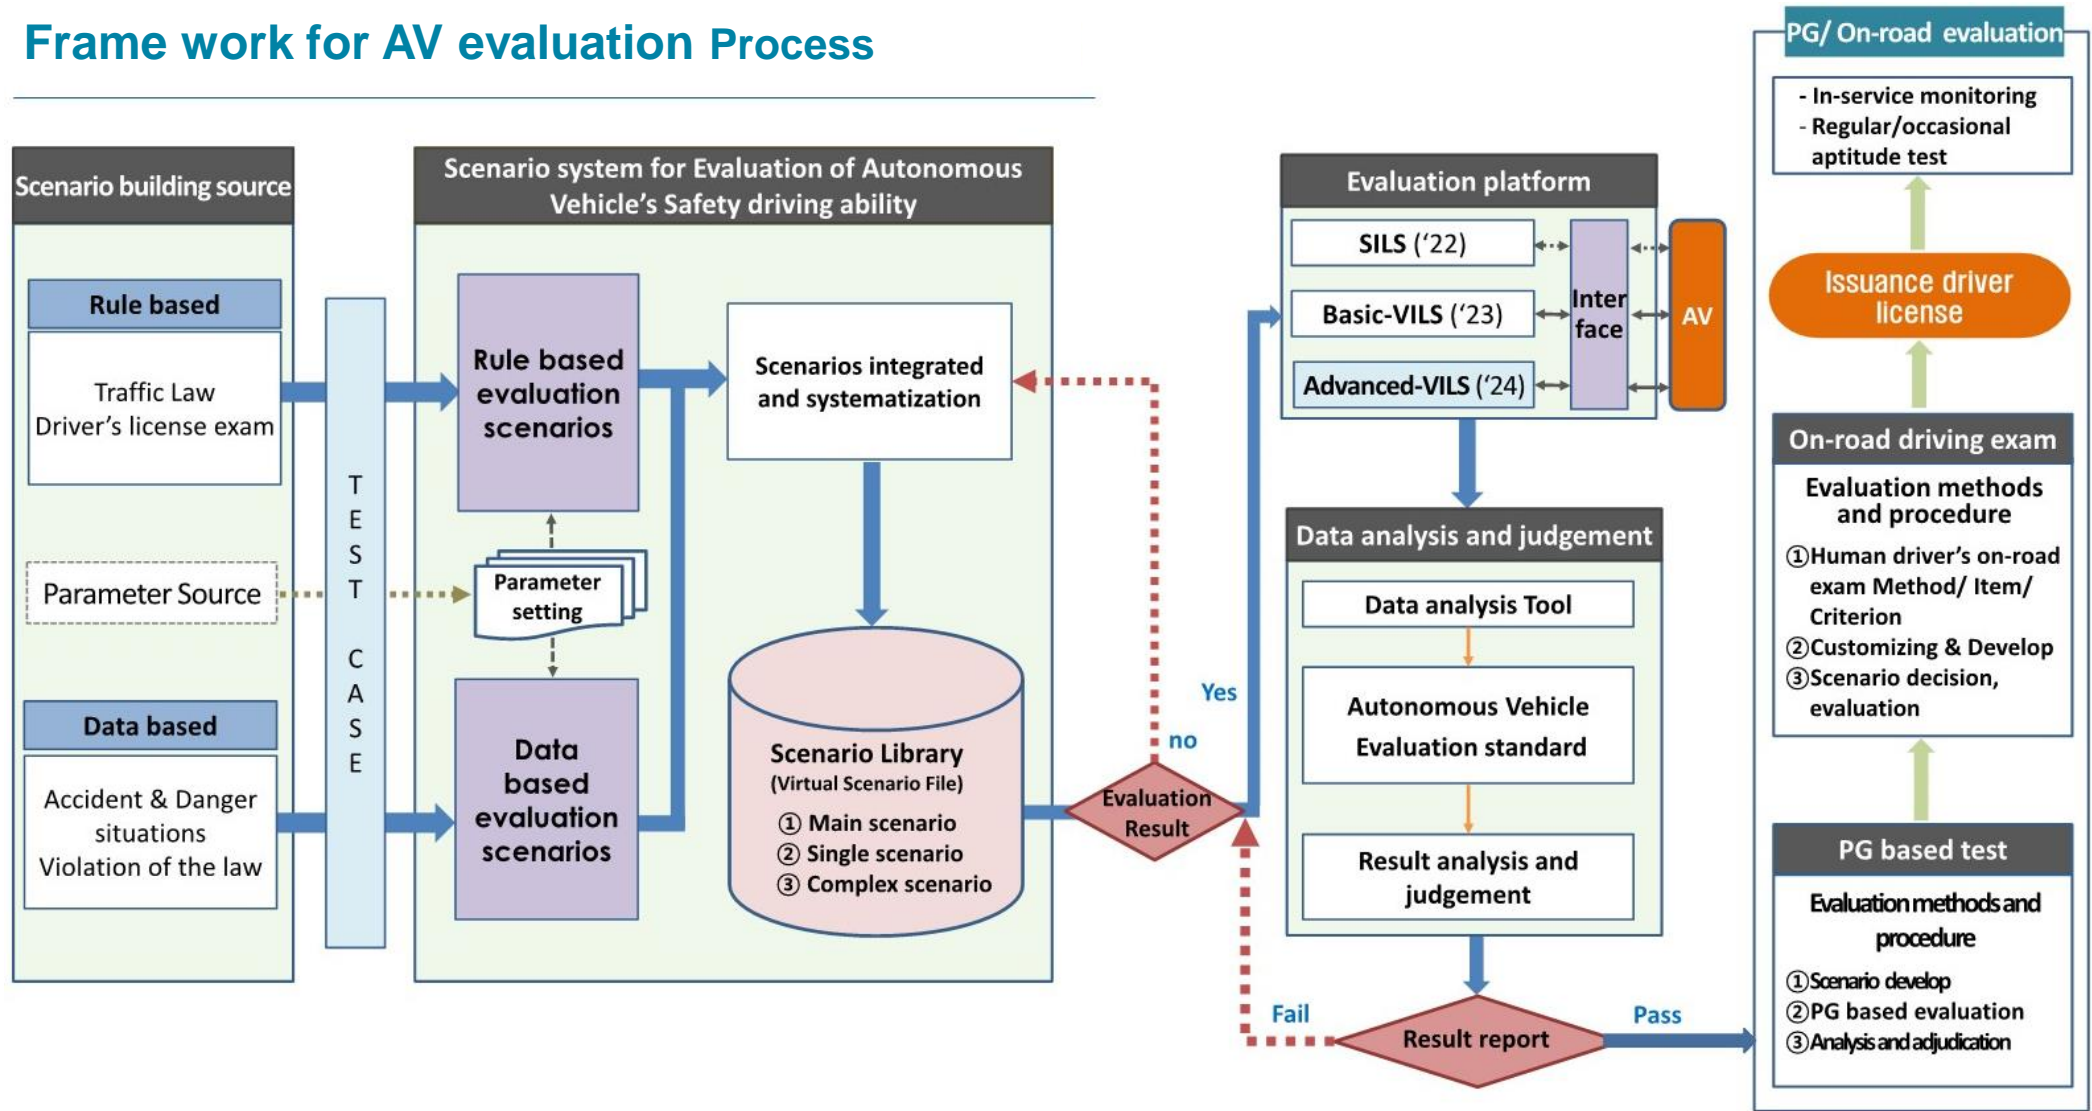 Frame work for AV evaluation Process
Scenario building source
Rule based
Traffic Law
Driver's license exam
Parameter Source
Data based
Accident & Danger
situations
Violation of the law
TEST CASE
Scenario system for Evaluation of Autonomous
Vehicle's Safety driving ability
Rule based
evaluation
scenarios
Parameter
setting
Data
based
evaluation
scenarios
Scenarios integrated
and systematization
Scenario Library
(Virtual Scenario File)
① Main scenario
② Single scenario
③ Complex scenario
Evaluation
Result
no
Yes
Evaluation platform
SILS (‘22)
Basic-VILS (‘23)
Advanced-VILS (‘24)
Inter
face
AV
Data analysis and judgement
Data analysis Tool
Autonomous Vehicle
Evaluation standard
Result analysis and
judgement
Result report
Fail
Pass
PG/ On-road evaluation
- In-service monitoring
- Regular/occasional
aptitude test
Issuance driver
license
On-road driving exam
Evaluation methods
and procedure
①Human driver's on-road
exam Method/ Item/
Criterion
②Customizing & Develop
③Scenario decision,
evaluation
PG based test
Evaluation methods and
procedure
①Scenario develop
②PG based evaluation
③Analysis and adjudication